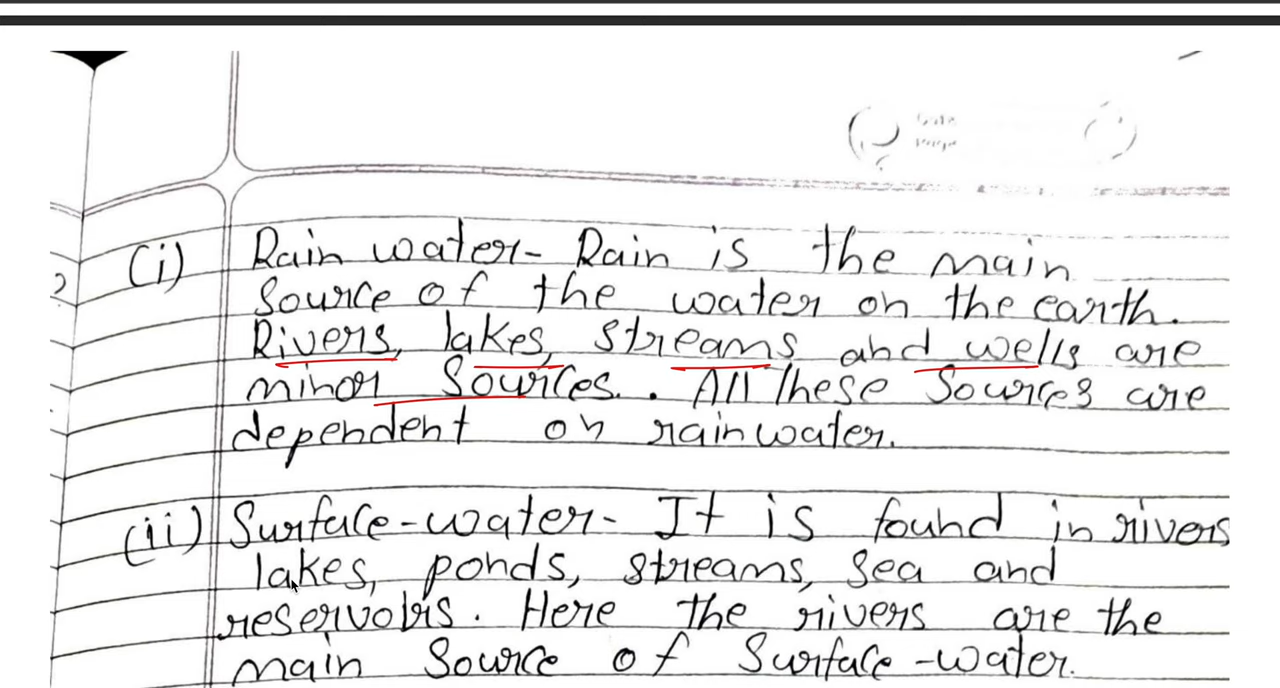 Date
Page
(i) Rain water- Rain is the main
Source of the water on the earth.
Rivers, lakes, streams and wells are
minor Sources. . All These Sources are
dependent on rainwater.
(ii) Surface-water- It is found in rivers
lakes, ponds, streams, Sea and
reservoirs. Here the rivers are the
main Source of Surface-water.